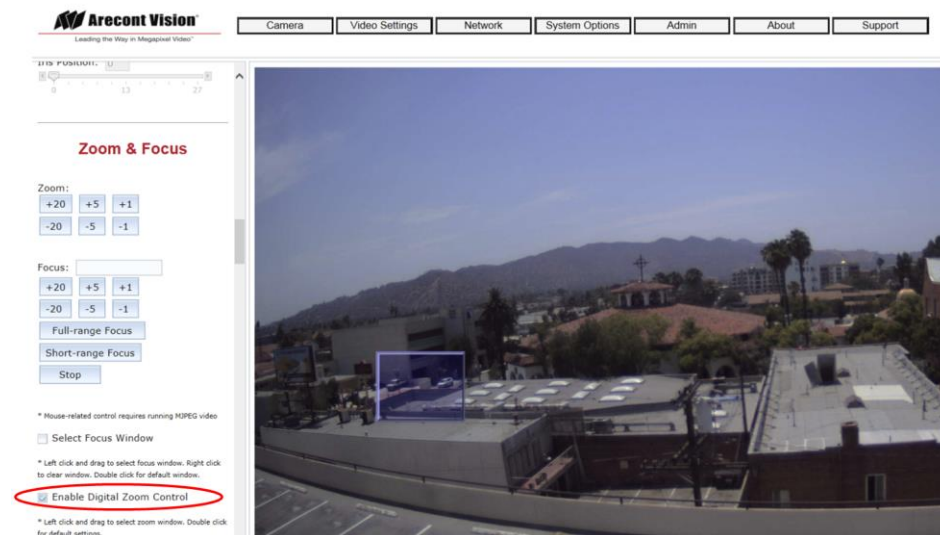 Arecont Vision
Leading the Way in Megapixel Video™
Camera
Video Settings
Network
System Options
Admin
About
Support
Iris Position: 0
0 13 27
Zoom & Focus
Zoom:
+20 +5 +1
-20 -5 -1
Focus:
+20 +5 +1
-20 -5 -1
Full-range Focus
Short-range Focus
Stop
* Mouse-related control requires running MJPEG video
Select Focus Window
* Left click and drag to select focus window. Right click
to clear window. Double click for default window.
Enable Digital Zoom Control
* Left click and drag to select zoom window. Double click
for default settings.